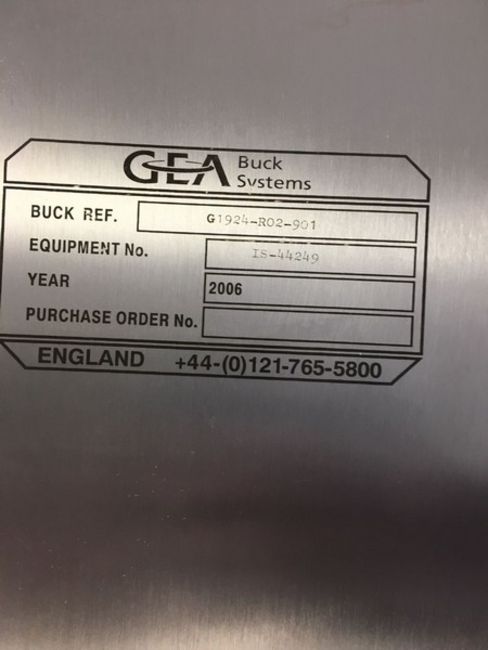 GEA Buck Systems
BUCK REF. G1924-R02-901
EQUIPMENT No. IS-44249
YEAR 2006
PURCHASE ORDER No.
ENGLAND +44-(0)121-765-5800